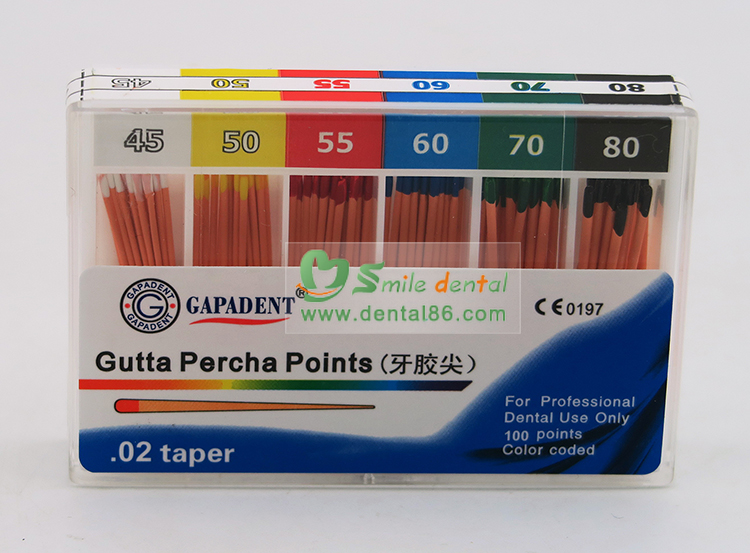 45 50 55 60 70 80
45 50 55 60 70 80
Smile dental
www.dental86.com
GAPADENT
G
GAPADENT
GAPADENT®
CE 0197
Gutta Percha Points (牙胶尖)
For Professional
Dental Use Only
100 points
Color coded
.02 taper